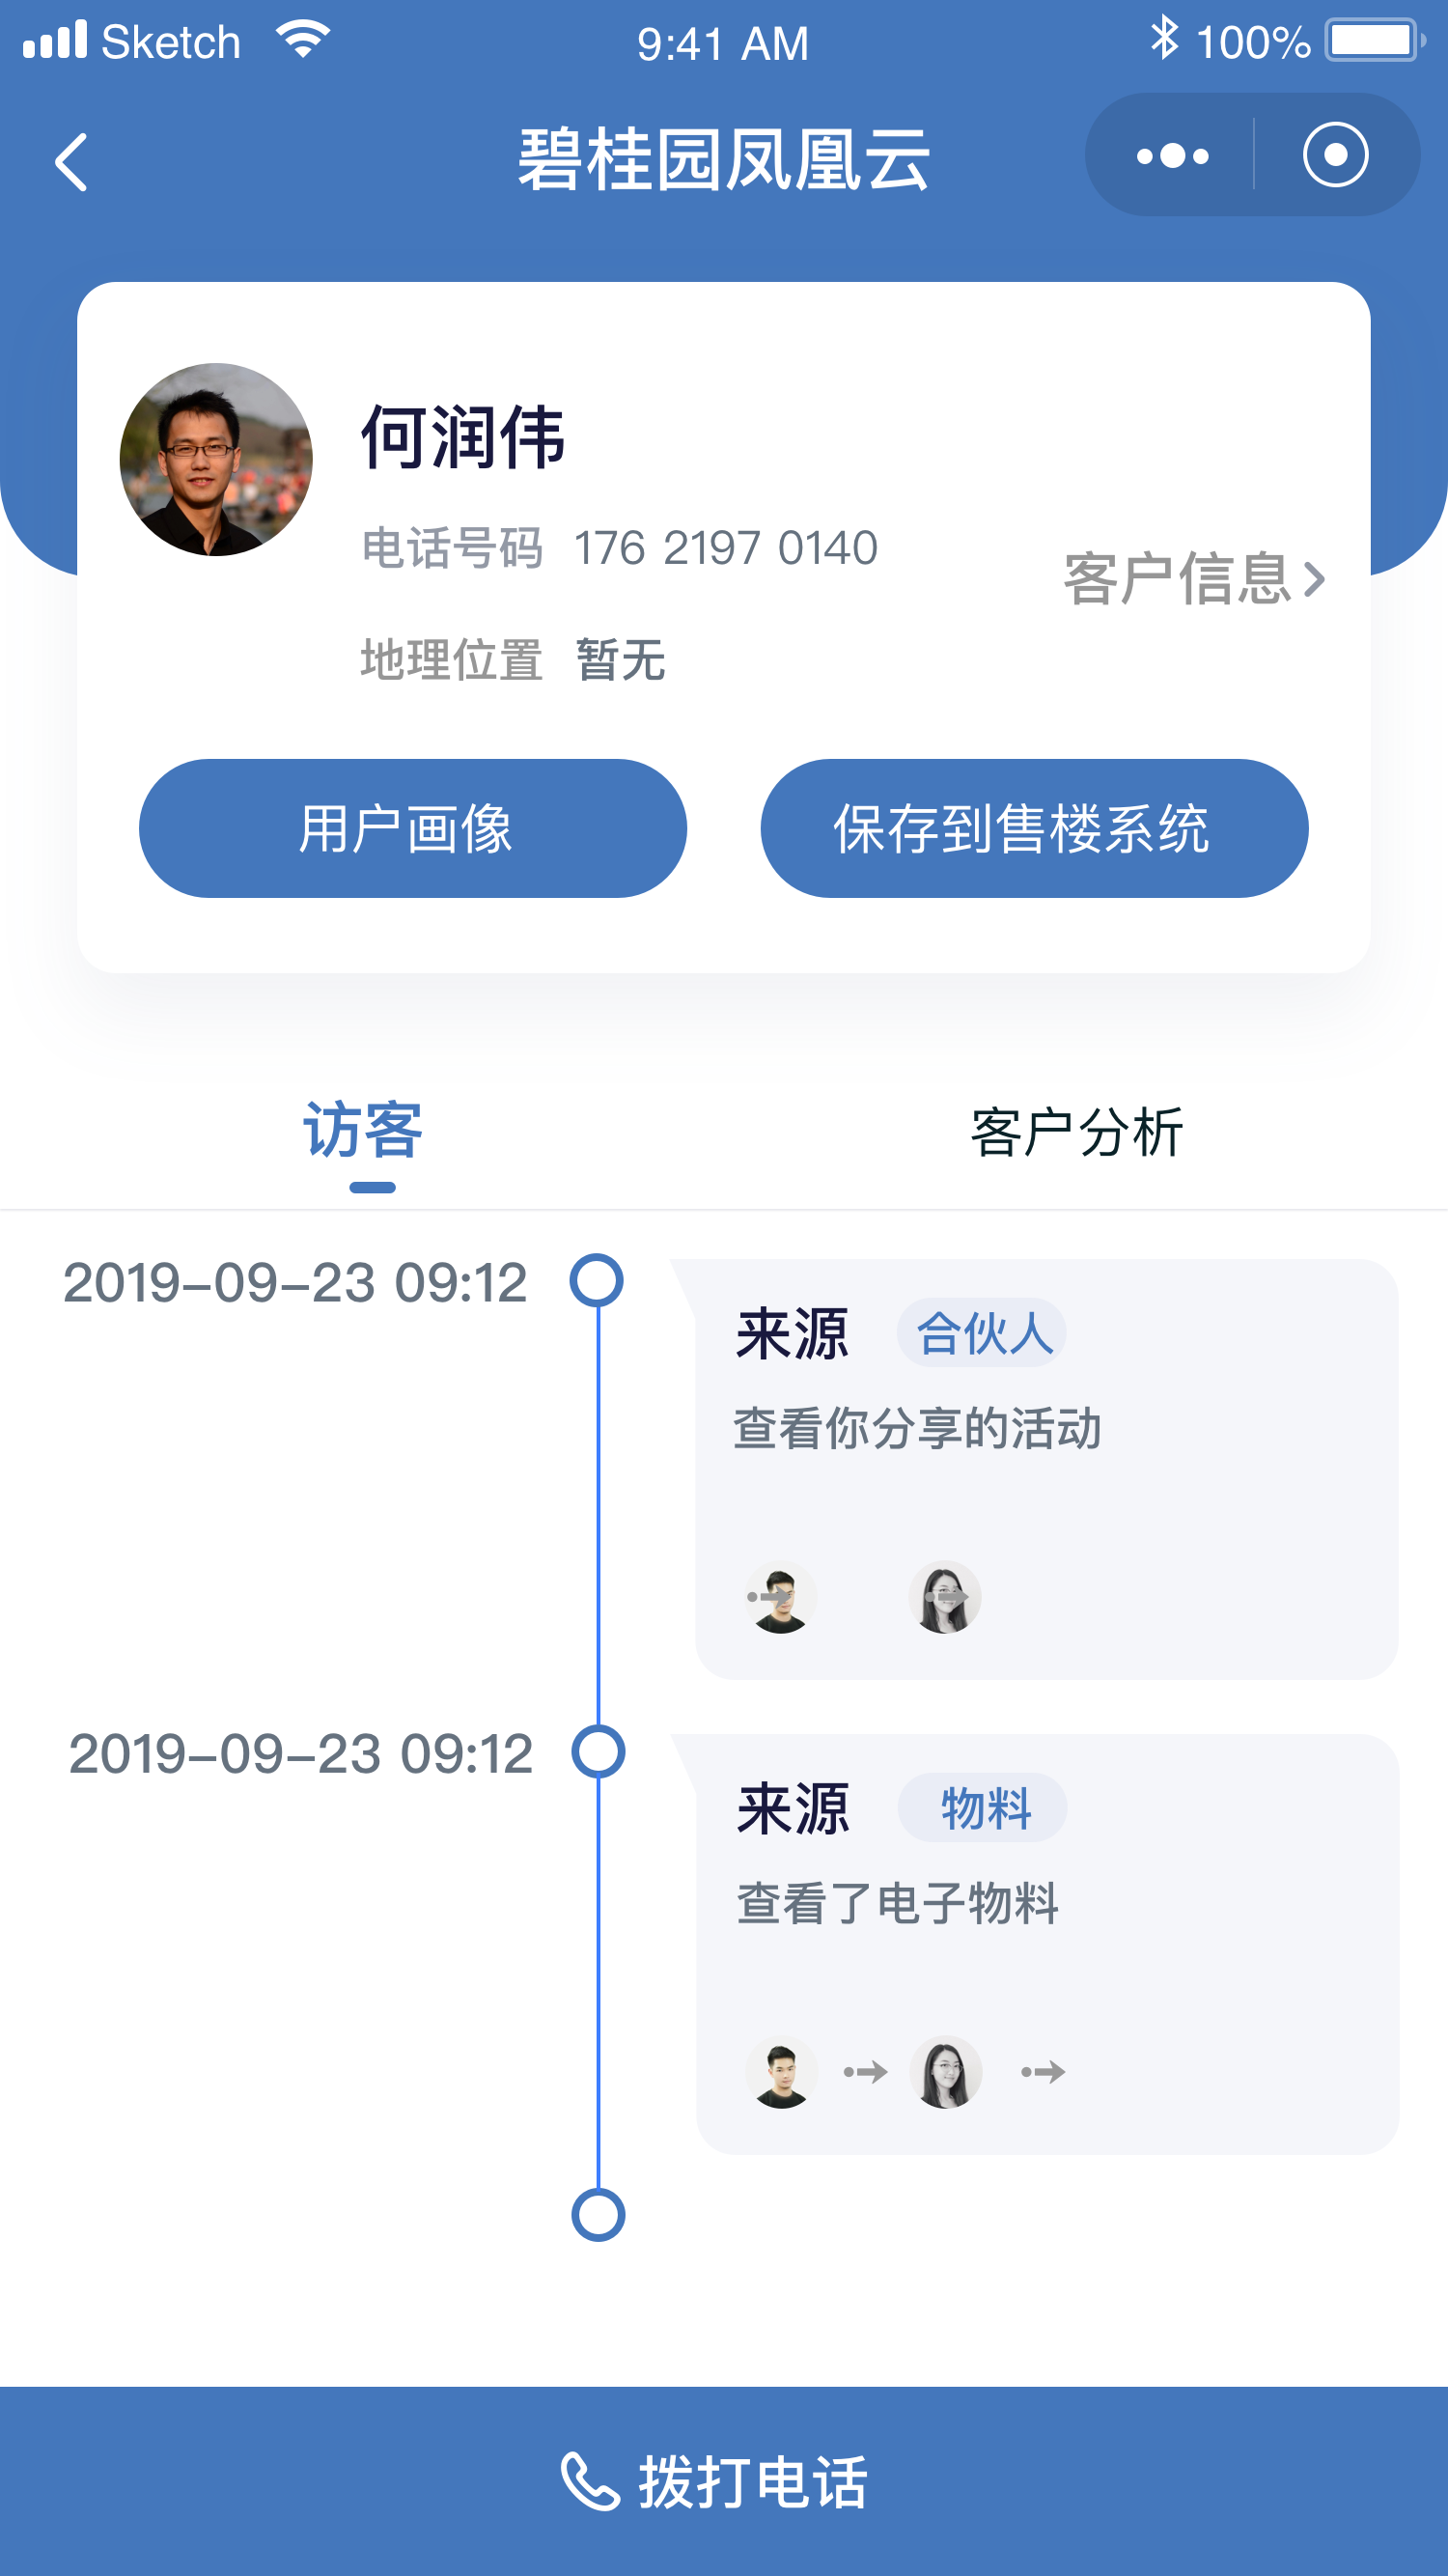 Sketch 9:41 AM 100%
碧桂园凤凰云
何润伟
电话号码 176 2197 0140
客户信息
地理位置 暂无
用户画像 保存到售楼系统
访客 客户分析
2019-09-23 09:12
来源 合伙人
查看你分享的活动
2019-09-23 09:12
来源 物料
查看了电子物料
拨打电话